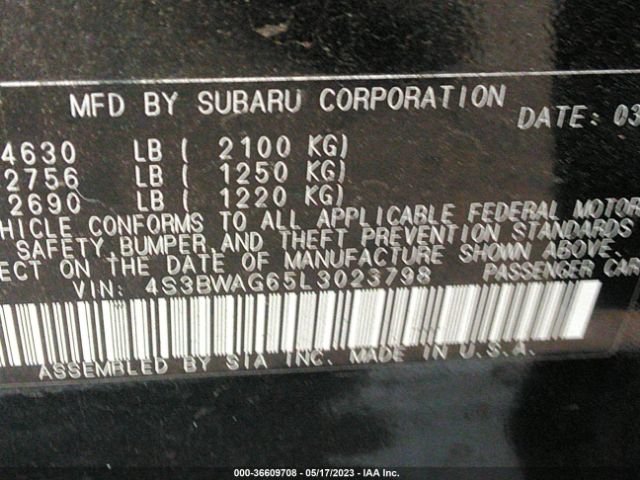 MFD BY SUBARU CORPORATION
DATE: 03
4630 LB ( 2100 KG)
2756 LB ( 1250 KG)
2690 LB ( 1220 KG)
EHICLE CONFORMS TO ALL APPLICABLE FEDERAL MOTOR
SAFETY BUMPER AND THEFT PREVENTION STANDARDS
ECT ON THE DATE OF MANUFACTURE SHOWN ABOVE.
VIN: 4S3BWAG65L3023798 PASSENGER CAR
ASSEMBLED BY SIA INC. MADE IN U.S.A.
000-36609708 - 05/17/2023 - IAA Inc.